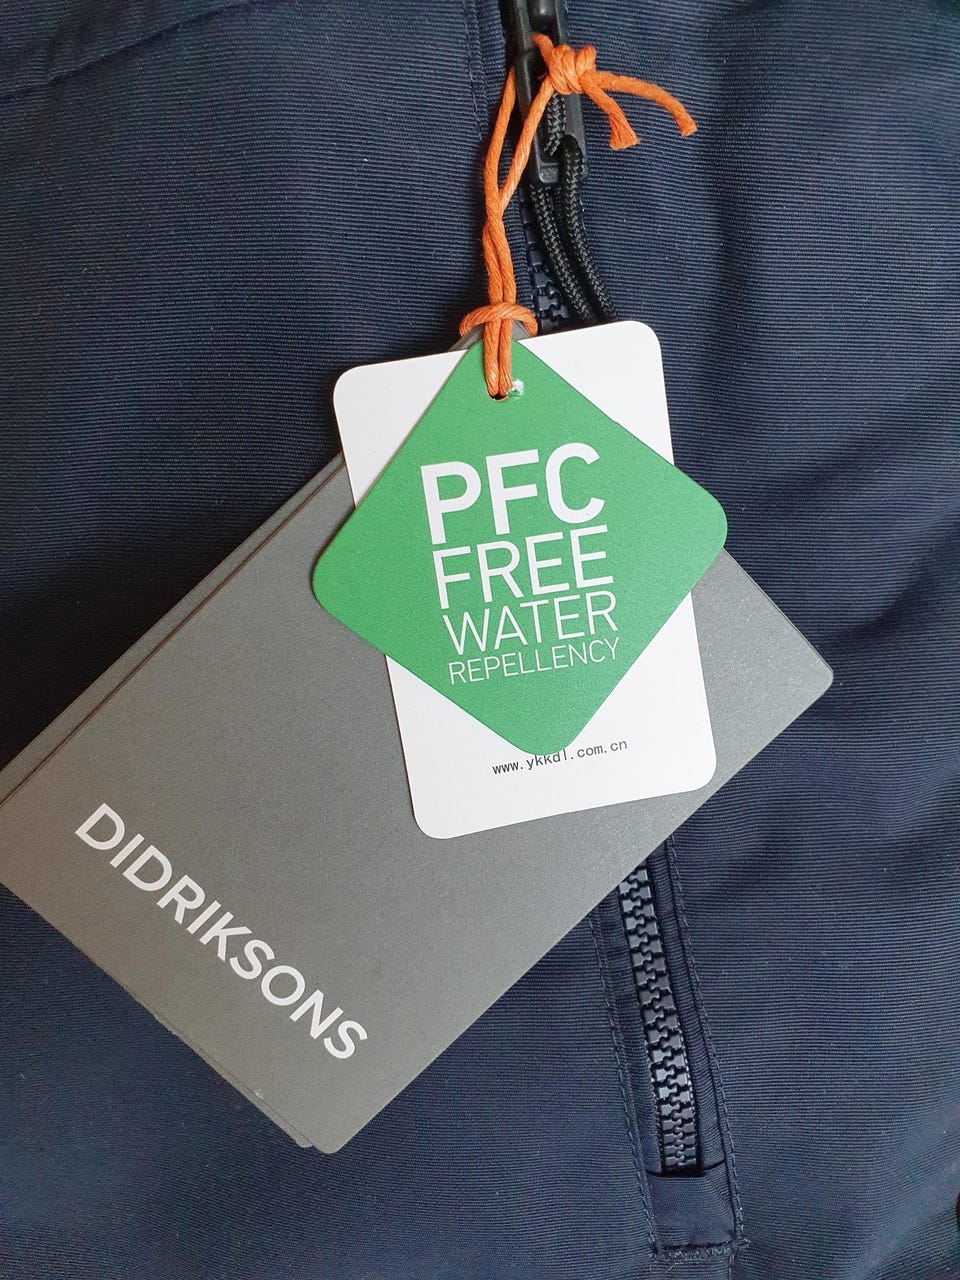 PFC
FREE
WATER
REPELLENCY
www.ykkdl.com.cn
DIDRIKSONS